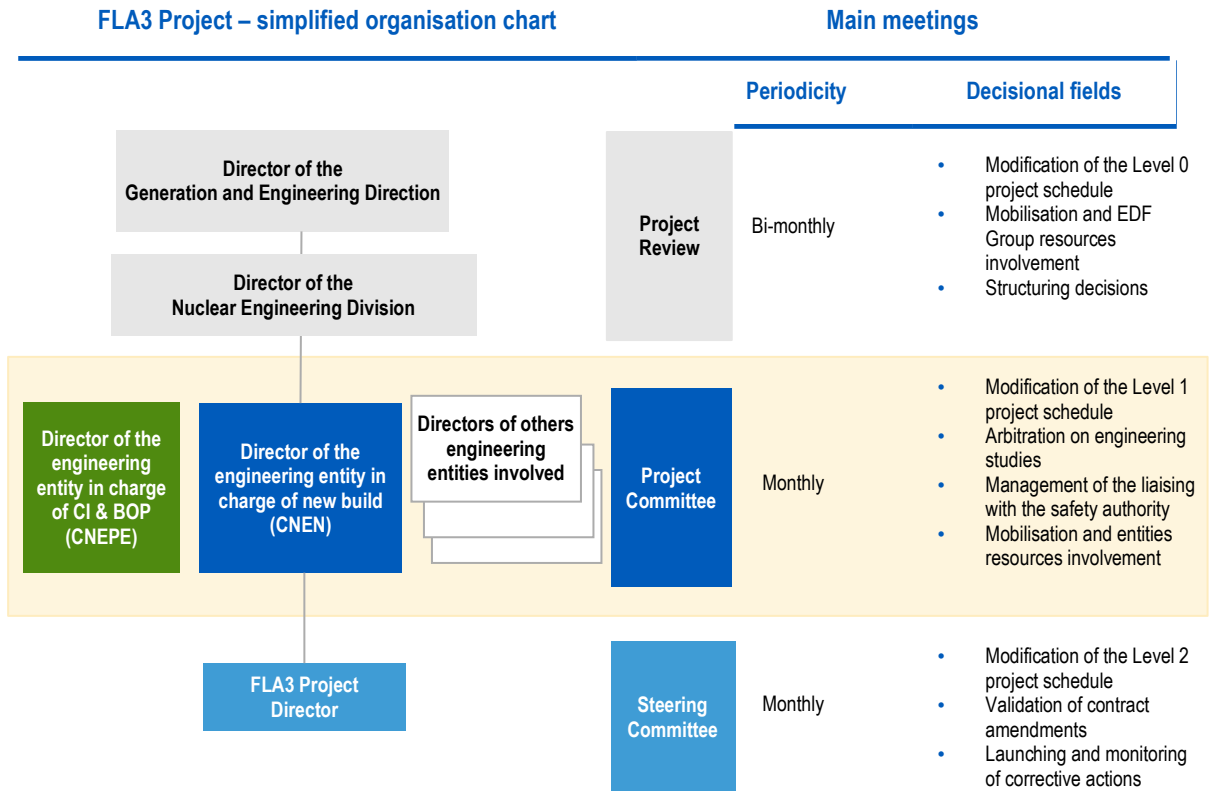 FLA3 Project – simplified organisation chart
Main meetings
Periodicity
Decisional fields
Director of the
Generation and Engineering Direction
Director of the
Nuclear Engineering Division
Project
Review
Bi-monthly
• Modification of the Level 0
project schedule
• Mobilisation and EDF
Group resources
involvement
• Structuring decisions
Director of the
engineering
entity in charge
of CI & BOP
(CNEPE)
Director of the
engineering entity in
charge of new build
(CNEN)
Directors of others
engineering
entities involved
Project
Committee
Monthly
• Modification of the Level 1
project schedule
• Arbitration on engineering
studies
• Management of the liaising
with the safety authority
• Mobilisation and entities
resources involvement
FLA3 Project
Director
Steering
Committee
Monthly
• Modification of the Level 2
project schedule
• Validation of contract
amendments
• Launching and monitoring
of corrective actions